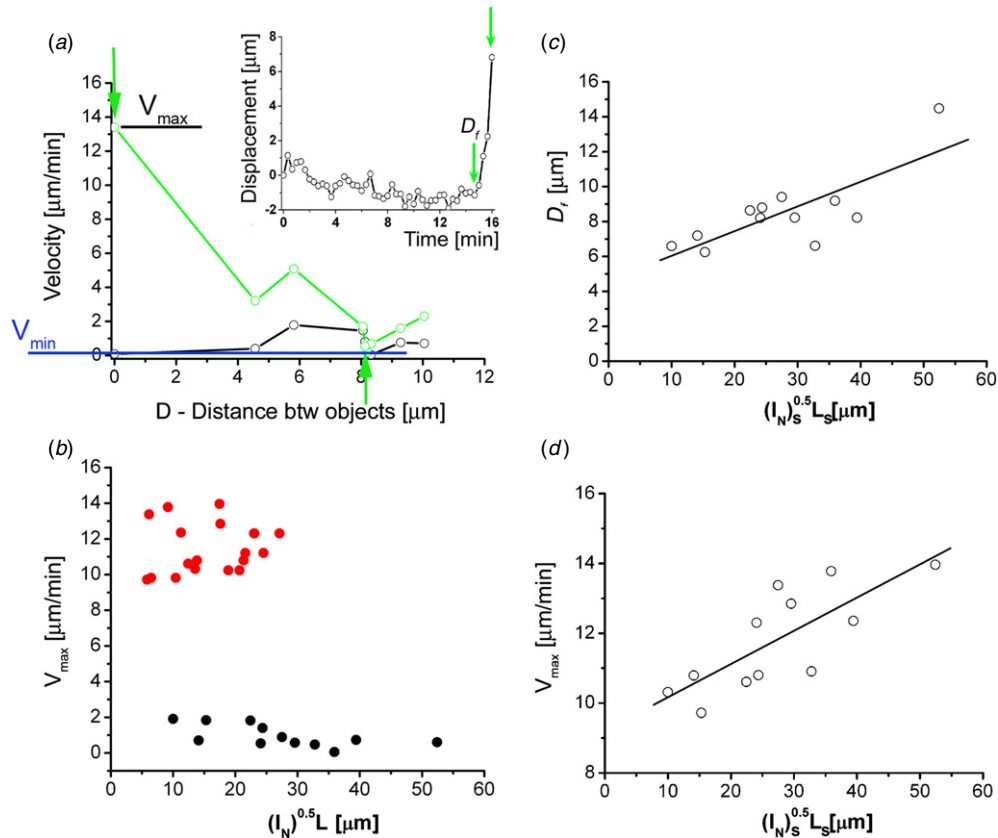 (a)
Velocity [μm/min]
16
14
12
10
8
6
4
2
0
V_max
V_min
0 2 4 6 8 10 12
D - Distance btw objects [μm]
Displacement [μm]
8
6
4
2
0
-2
D_f
0 4 8 12 16
Time [min]
(c)
D_f [μm]
16
14
12
10
8
6
4
2
0
0 10 20 30 40 50 60
(I_N)_S^0.5 L_S[μm]
(b)
V_max [μm/min]
16
14
12
10
8
6
4
2
0
0 10 20 30 40 50 60
(I_N)^0.5L [μm]
(d)
V_max [μm/min]
16
14
12
10
8
0 10 20 30 40 50 60
(I_N)_S^0.5 L_S[μm]